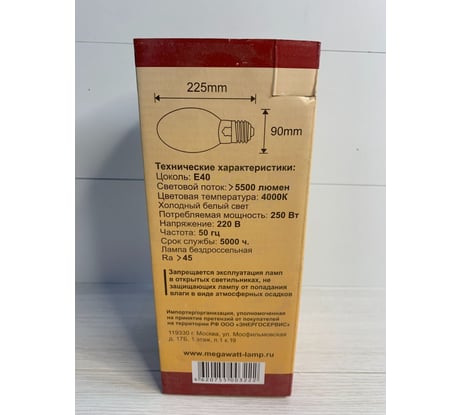 225mm
90mm
Технические характеристики:
Цоколь: Е40
Световой поток: >5500 люмен
Цветовая температура: 4000К
Холодный белый свет
Потребляемая мощность: 250 Вт
Напряжение: 220 В
Частота: 50 гц
Срок службы: 5000 ч.
Лампа бездроссельная
Ra >45
Запрещается эксплуатация ламп
в открытых светильниках, не
защищающих лампу от попадания
влаги в виде атмосферных осадков
Импортерорганизация, уполномоченная
на принятие претензий от покупателей
на территории РФ ООО «ЭНЕРГОСЕРВИС»
119330 г. Москва, ул. Мосфильмовская
д. 17Б, 1 этаж, п.1 к 19
www.megawatt-lamp.ru